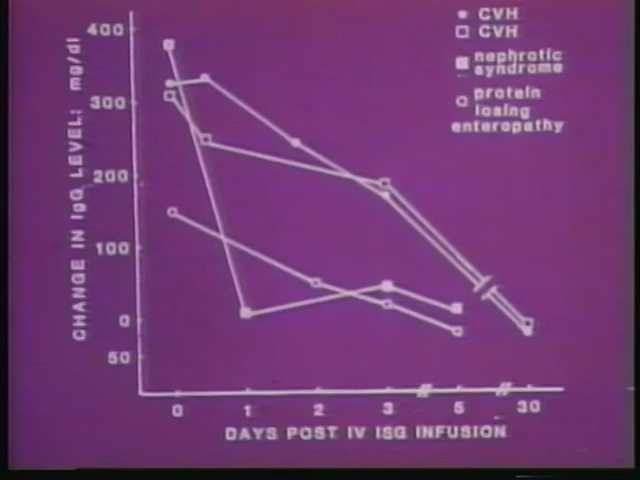 CVH
CVH
nephrotic
syndrome
protein
losing
enteropathy
CHANGE IN IgG LEVEL: mg/dl
400
300
200
100
0
50
0 1 2 3 5 30
DAYS POST IV ISG INFUSION